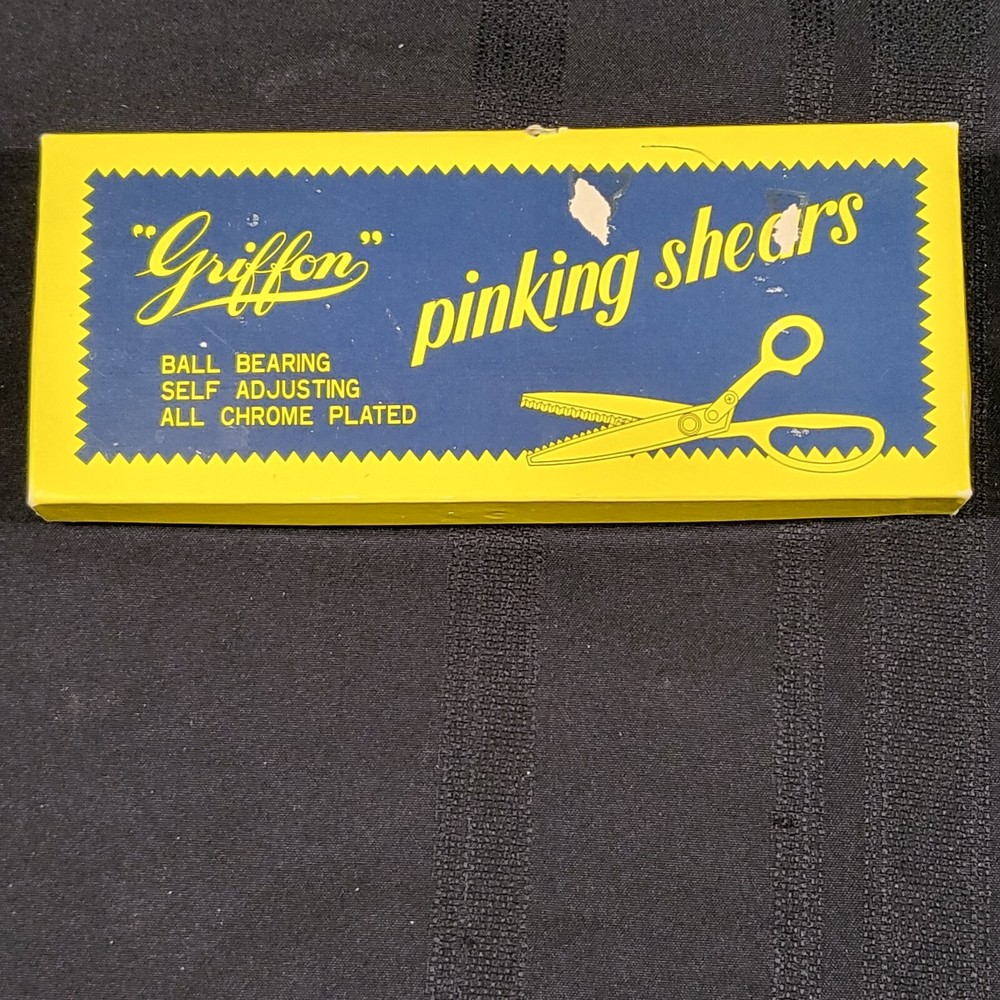 "Griffon"
pinking shears
BALL BEARING
SELF ADJUSTING
ALL CHROME PLATED